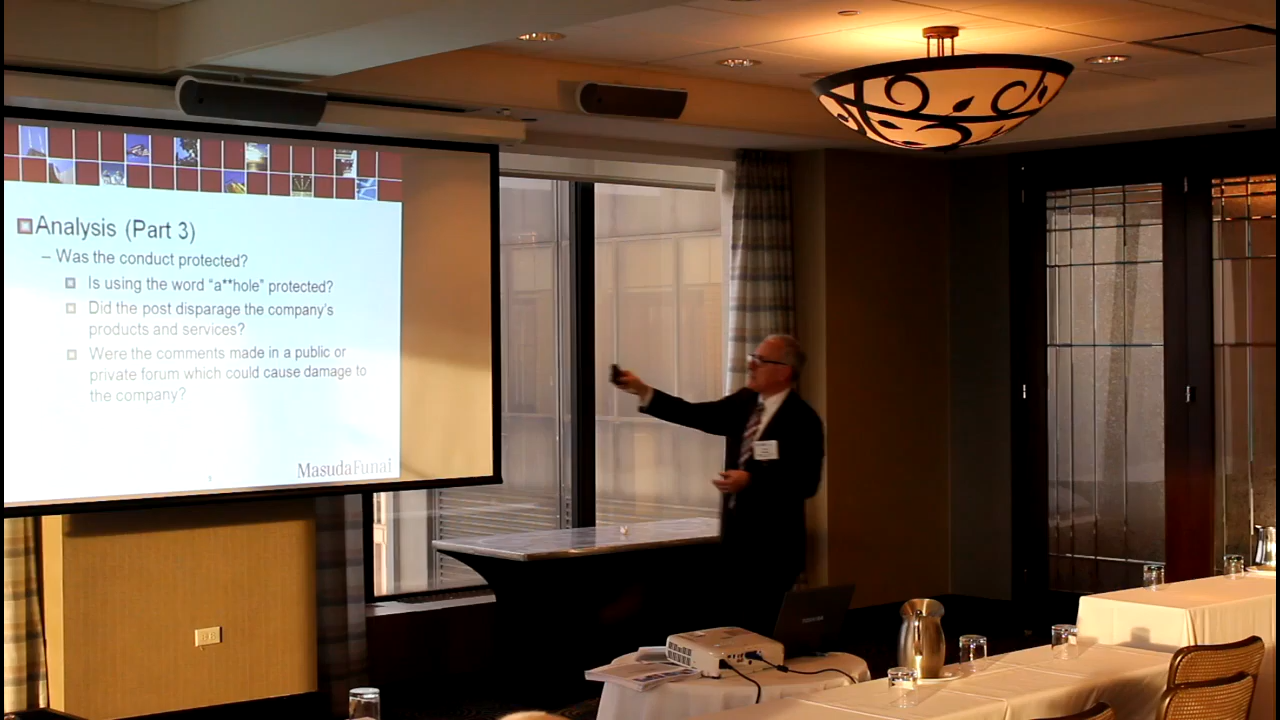 Analysis (Part 3)
– Was the conduct protected?
Is using the word “a**hole” protected?
Did the post disparage the company’s
products and services?
Were the comments made in a public or
private forum which could cause damage to
the company?
MasudaFunai